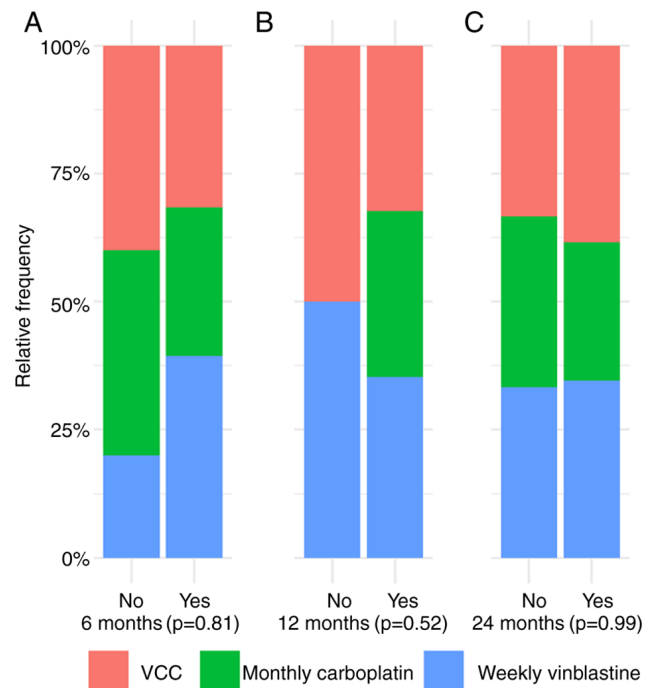 A B C
100%
75%
50%
25%
0%
Relative frequency
No Yes No Yes No Yes
6 months (p=0.81) 12 months (p=0.52) 24 months (p=0.99)
VCC Monthly carboplatin Weekly vinblastine